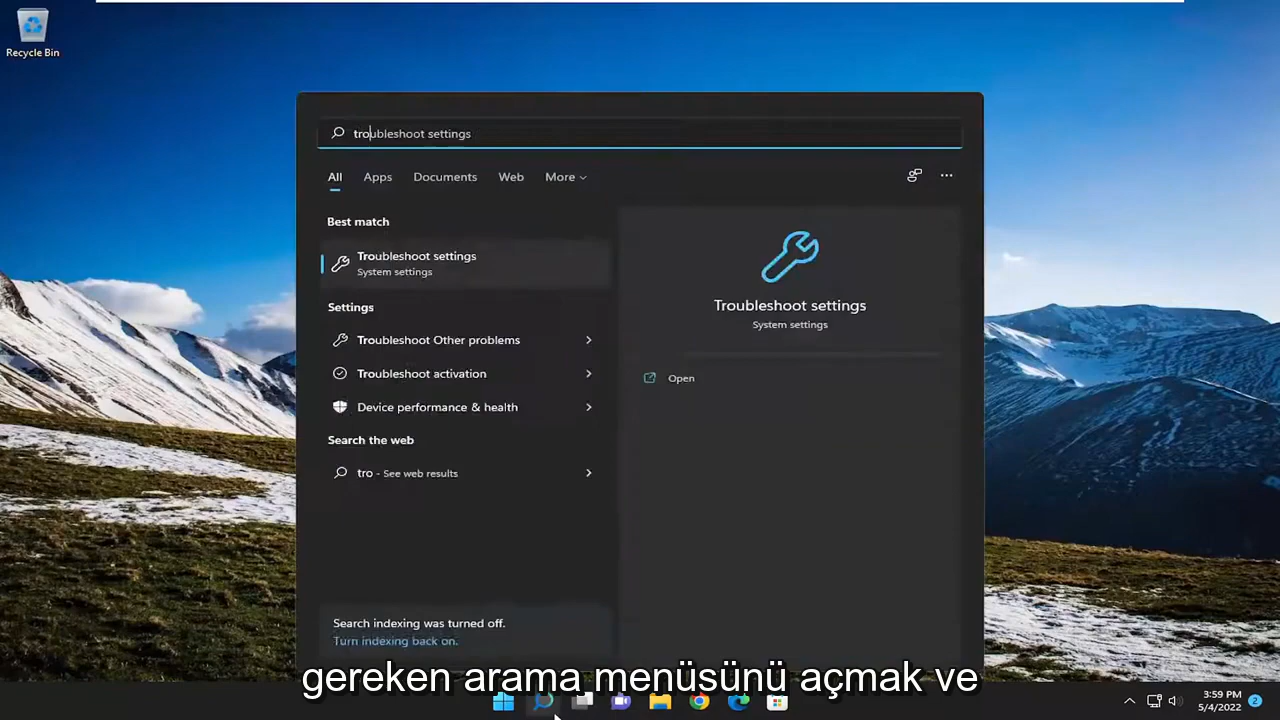 Recycle Bin
troubleshoot settings
All Apps Documents Web More
Best match
Troubleshoot settings
System settings
Settings
Troubleshoot Other problems
Troubleshoot activation
Device performance & health
Search the web
tro - See web results
Search indexing was turned off.
Turn indexing back on.
Troubleshoot settings
System settings
Open
gereken arama menüsünü açmak ve
3:59 PM
5/4/2022
2